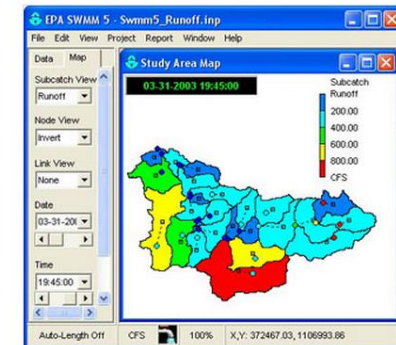 EPA SWMM 5 - Swmm5_Runoff.inp
File Edit View Project Report Window Help
Data Map
Subcatch View
Runoff
Node View
Invert
Link View
None
Date
03-31-200
Time
19:45:00
Study Area Map
03-31-2003 19:45:00
Subcatch
Runoff
200.00
400.00
600.00
800.00
CFS
Auto-Length Off CFS 100% X,Y: 372467.03, 1106993.86